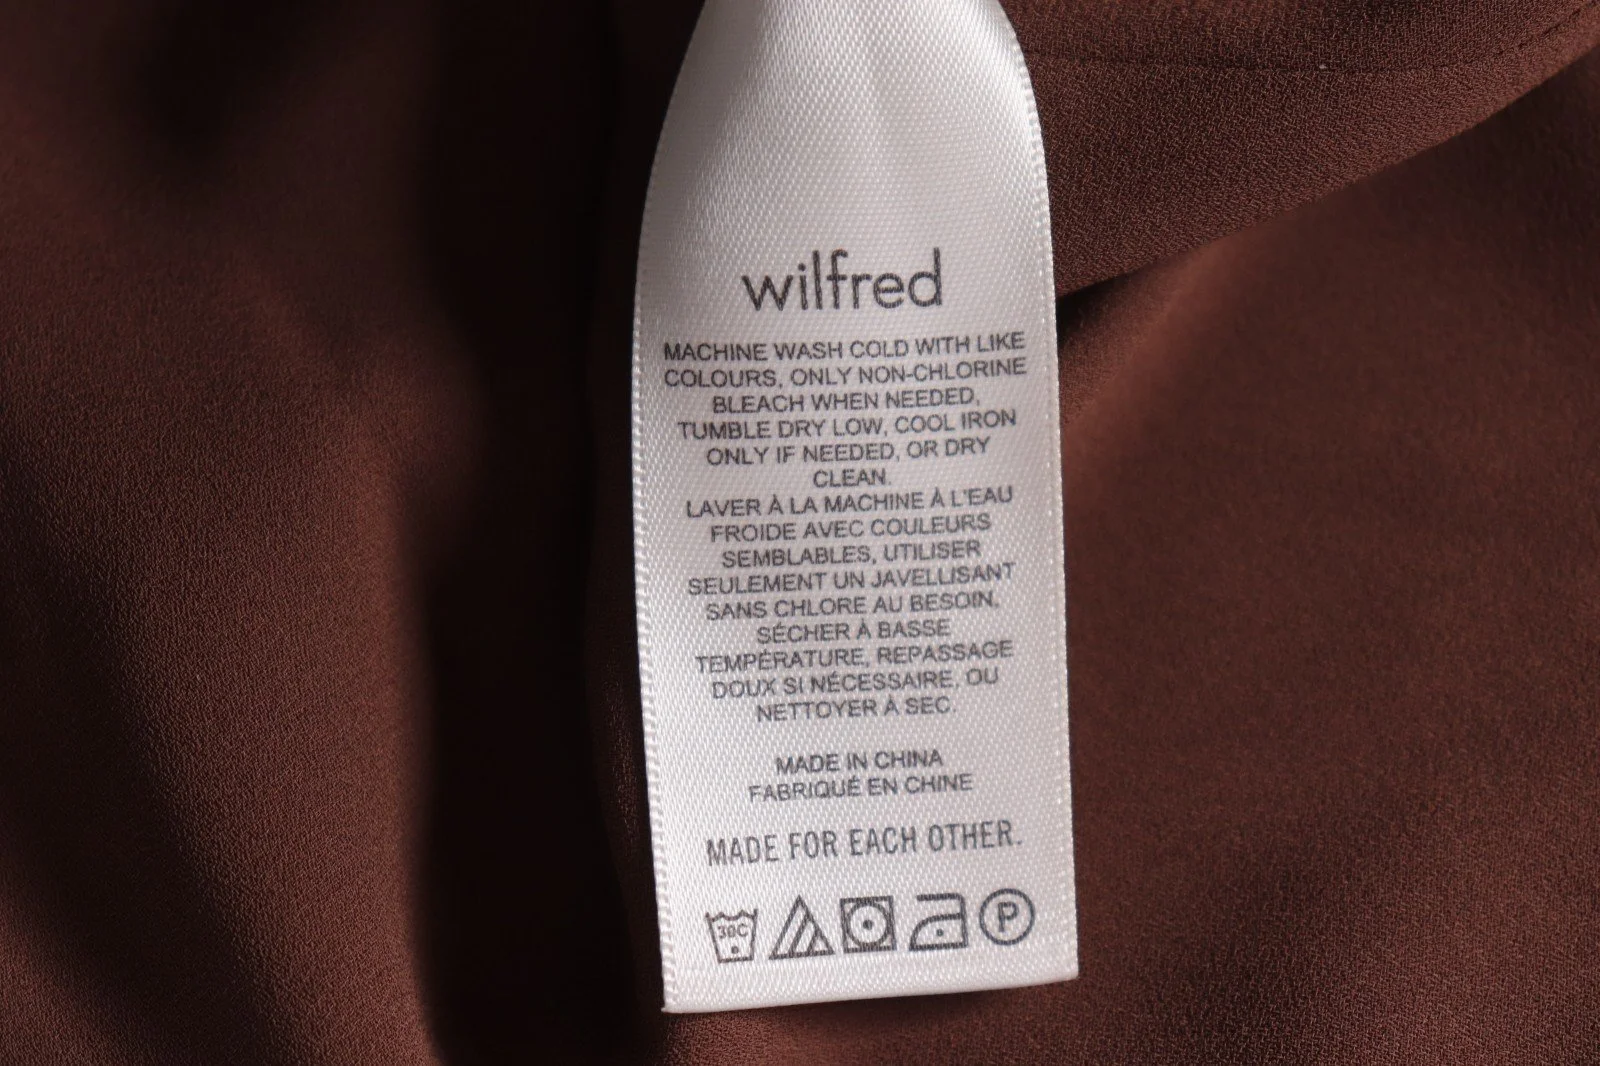 wilfred
MACHINE WASH COLD WITH LIKE
COLOURS, ONLY NON-CHLORINE
BLEACH WHEN NEEDED,
TUMBLE DRY LOW, COOL IRON
ONLY IF NEEDED, OR DRY
CLEAN.
LAVER À LA MACHINE À L'EAU
FROIDE AVEC COULEURS
SEMBLABLES, UTILISER
SEULEMENT UN JAVELLISANT
SANS CHLORE AU BESOIN,
SÉCHER À BASSE
TEMPÉRATURE, REPASSAGE
DOUX SI NÉCESSAIRE, OU
NETTOYER À SEC.
MADE IN CHINA
FABRIQUÉ EN CHINE
MADE FOR EACH OTHER.
30C P